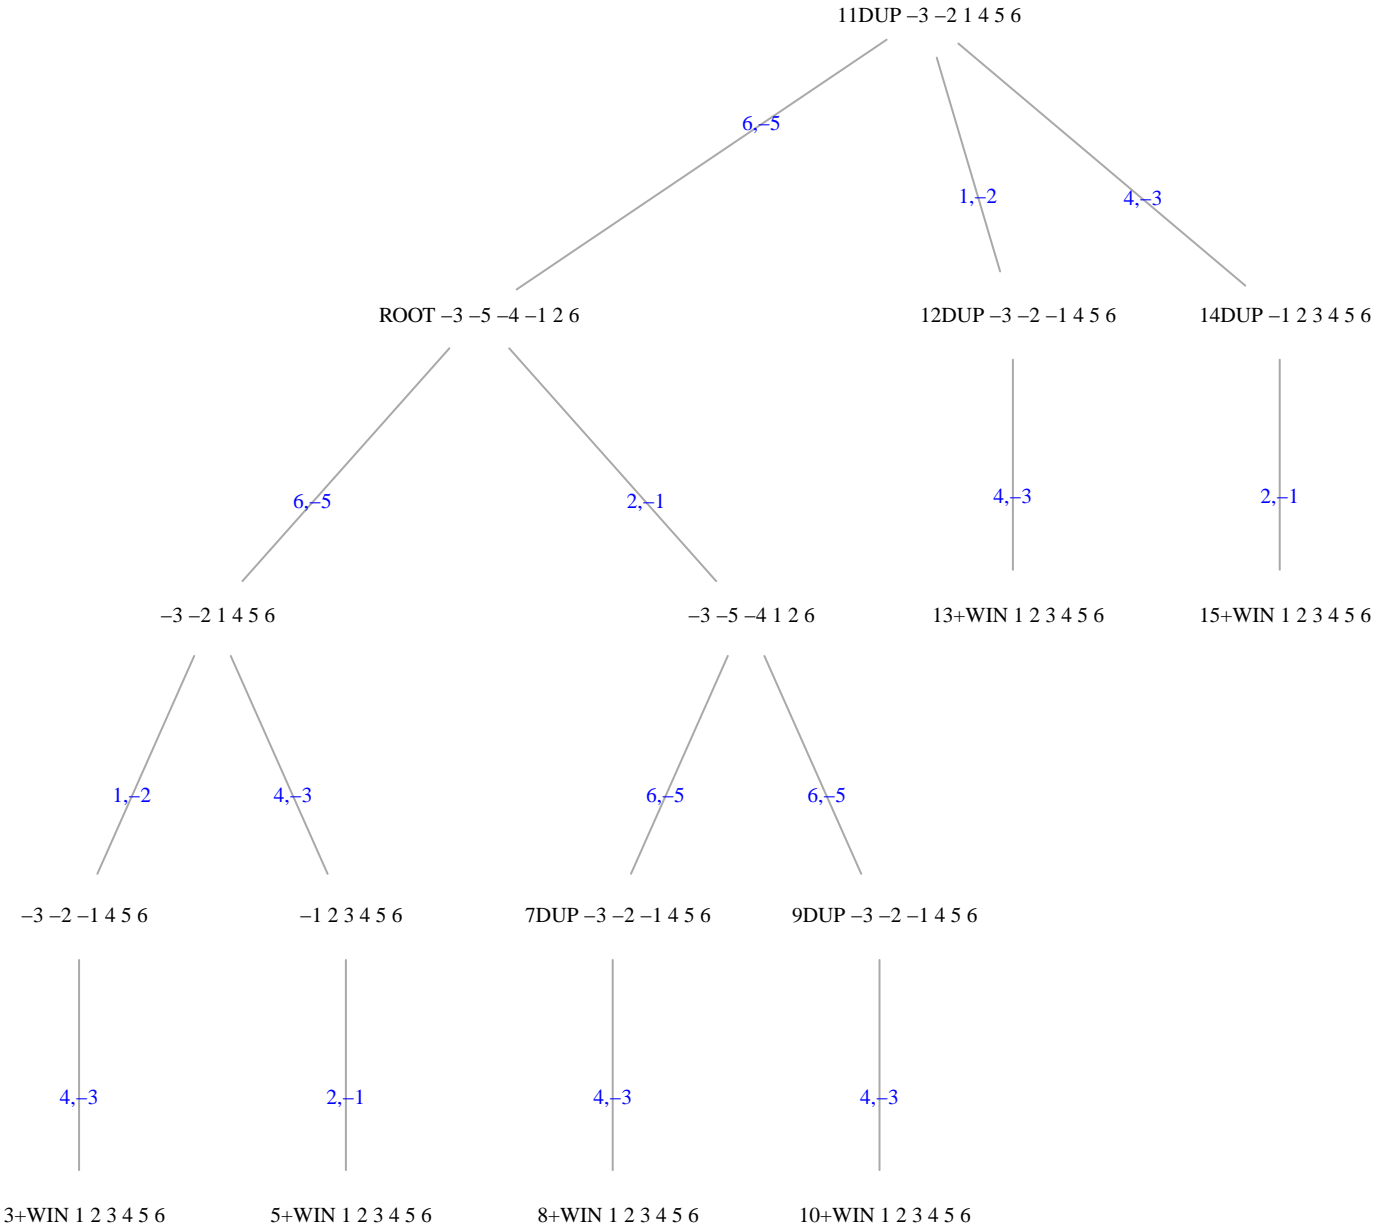 11DUP −3 −2 1 4 5 6
6,−5
1,−2
4,−3
ROOT −3 −5 −4 −1 2 6
12DUP −3 −2 −1 4 5 6
14DUP −1 2 3 4 5 6
6,−5
2,−1
4,−3
2,−1
−3 −2 1 4 5 6
−3 −5 −4 1 2 6
13+WIN 1 2 3 4 5 6
15+WIN 1 2 3 4 5 6
1,−2
4,−3
6,−5
6,−5
−3 −2 −1 4 5 6
−1 2 3 4 5 6
7DUP −3 −2 −1 4 5 6
9DUP −3 −2 −1 4 5 6
4,−3
2,−1
4,−3
4,−3
3+WIN 1 2 3 4 5 6
5+WIN 1 2 3 4 5 6
8+WIN 1 2 3 4 5 6
10+WIN 1 2 3 4 5 6